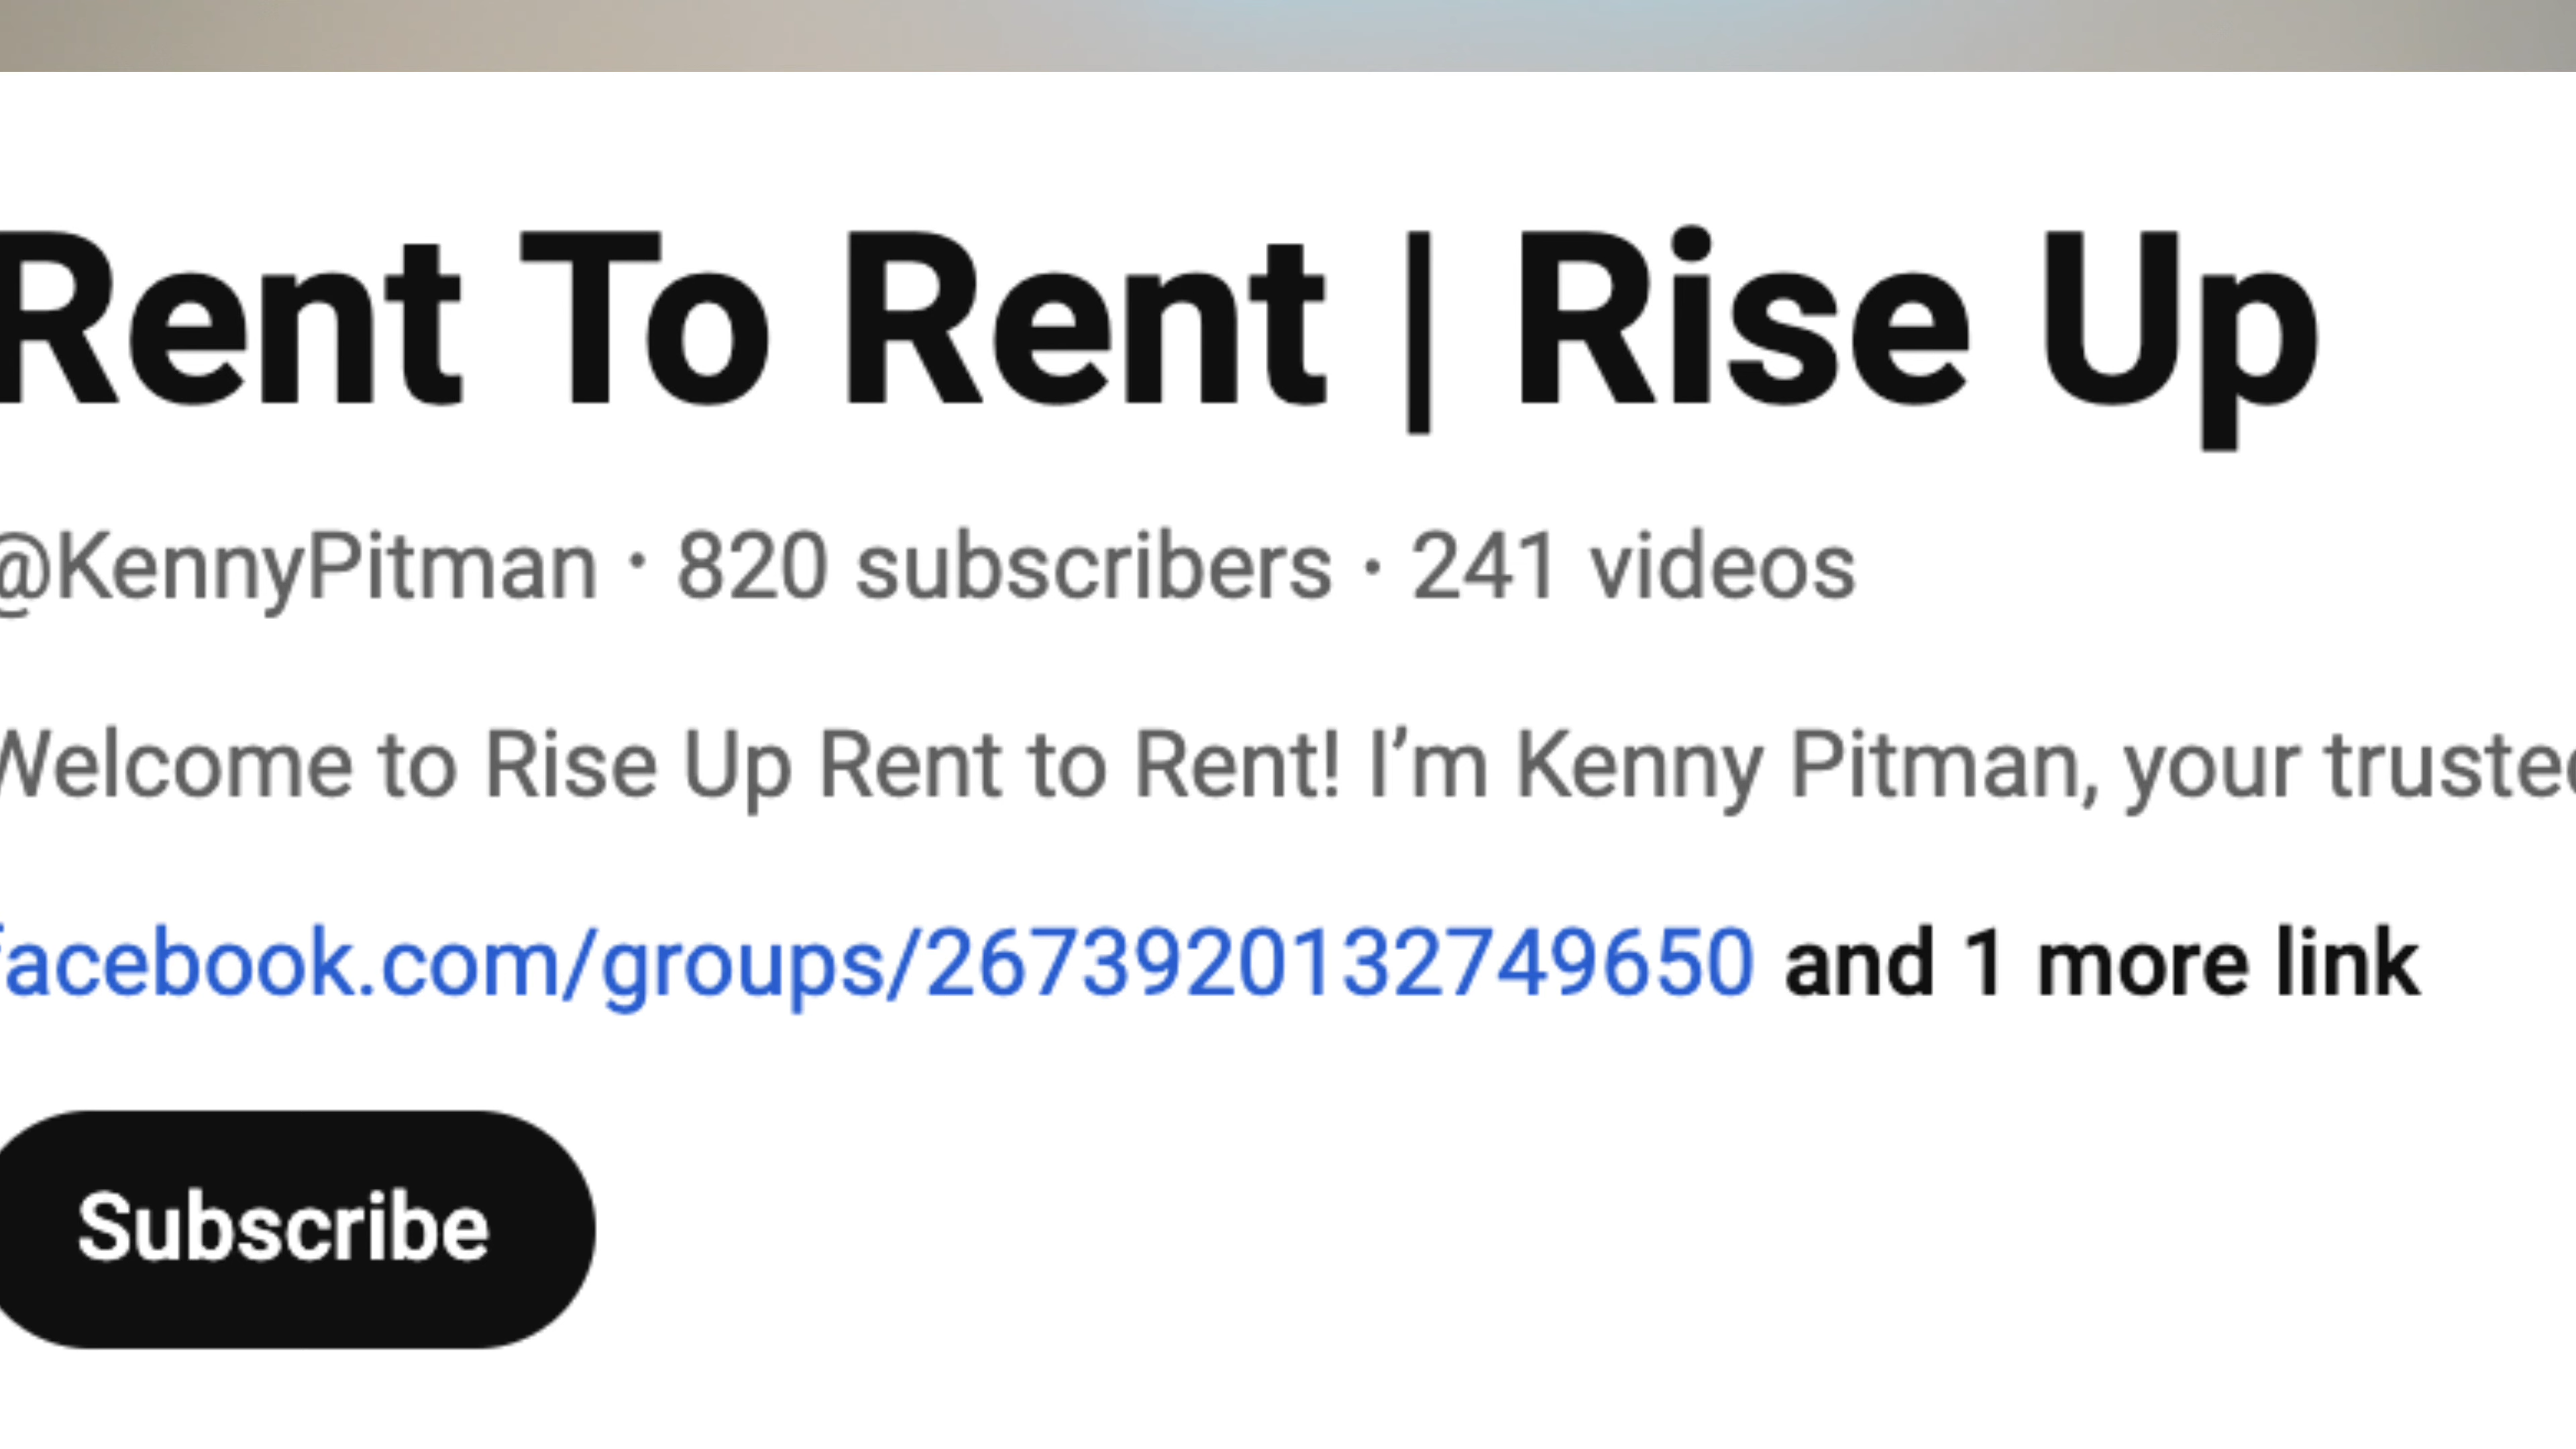 Rent To Rent | Rise Up
@KennyPitman · 820 subscribers · 241 videos
Welcome to Rise Up Rent to Rent! I’m Kenny Pitman, your trusted
facebook.com/groups/2673920132749650 and 1 more link
Subscribe